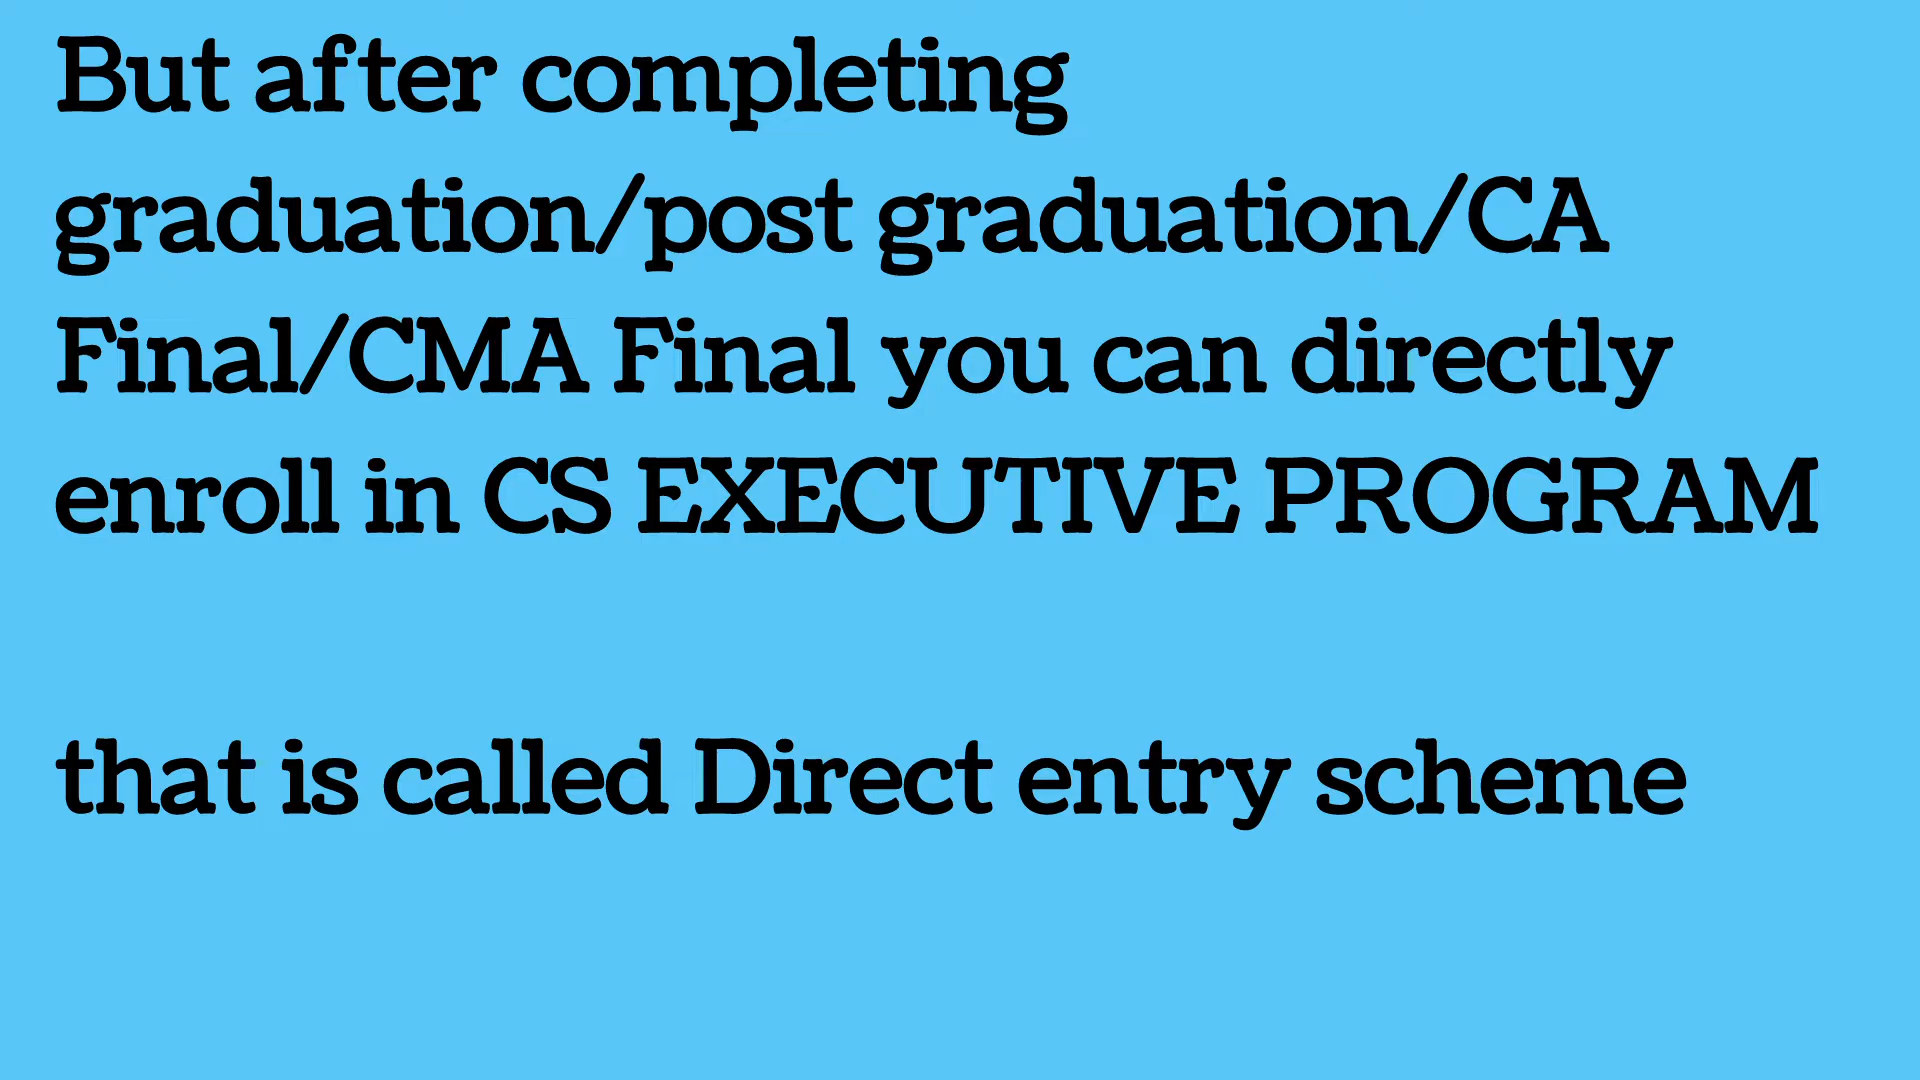 But after completing
graduation/post graduation/CA
Final/CMA Final you can directly
enroll in CS EXECUTIVE PROGRAM
that is called Direct entry scheme